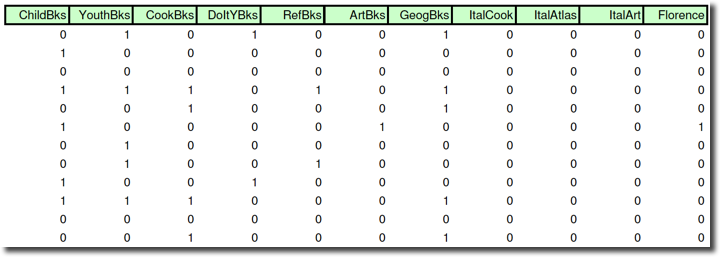 ChildBks YouthBks CookBks DoItYBks RefBks ArtBks GeogBks ItalCook ItalAtlas ItalArt Florence
0 1 0 1 0 0 1 0 0 0 0
1 0 0 0 0 0 0 0 0 0 0
0 0 0 0 0 0 0 0 0 0 0
1 1 1 0 1 0 1 0 0 0 0
0 0 1 0 0 0 1 0 0 0 0
1 0 0 0 0 1 0 0 0 0 1
0 1 0 0 0 0 0 0 0 0 0
0 1 0 0 1 0 0 0 0 0 0
1 0 0 1 0 0 0 0 0 0 0
1 1 1 0 0 0 1 0 0 0 0
0 0 0 0 0 0 0 0 0 0 0
0 0 1 0 0 0 1 0 0 0 0